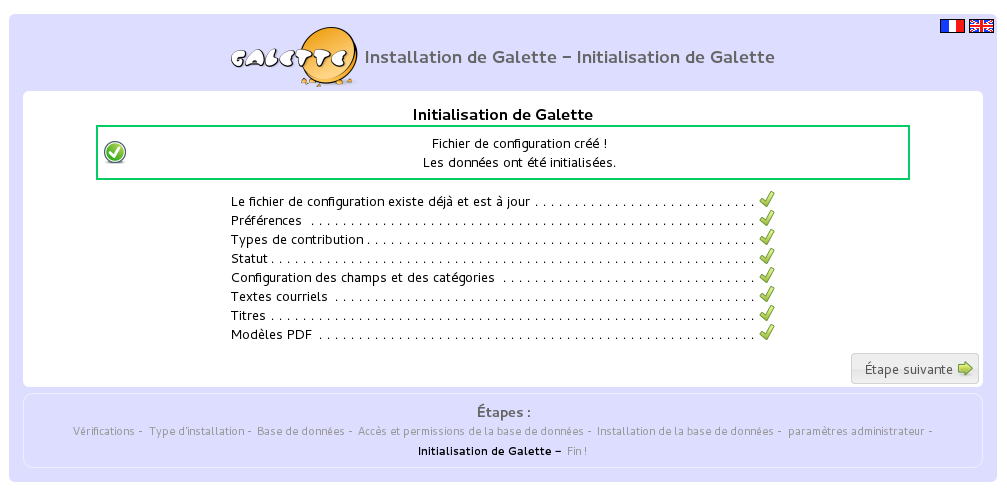 GALETTE Installation de Galette – Initialisation de Galette
Initialisation de Galette
Fichier de configuration créé !
Les données ont été initialisées.
Le fichier de configuration existe déjà et est à jour
Préférences
Types de contribution
Statut
Configuration des champs et des catégories
Textes courriels
Titres
Modèles PDF
Étape suivante
Étapes :
Vérifications - Type d'installation - Base de données - Accès et permissions de la base de données - Installation de la base de données - paramètres administrateur -
Initialisation de Galette – Fin !